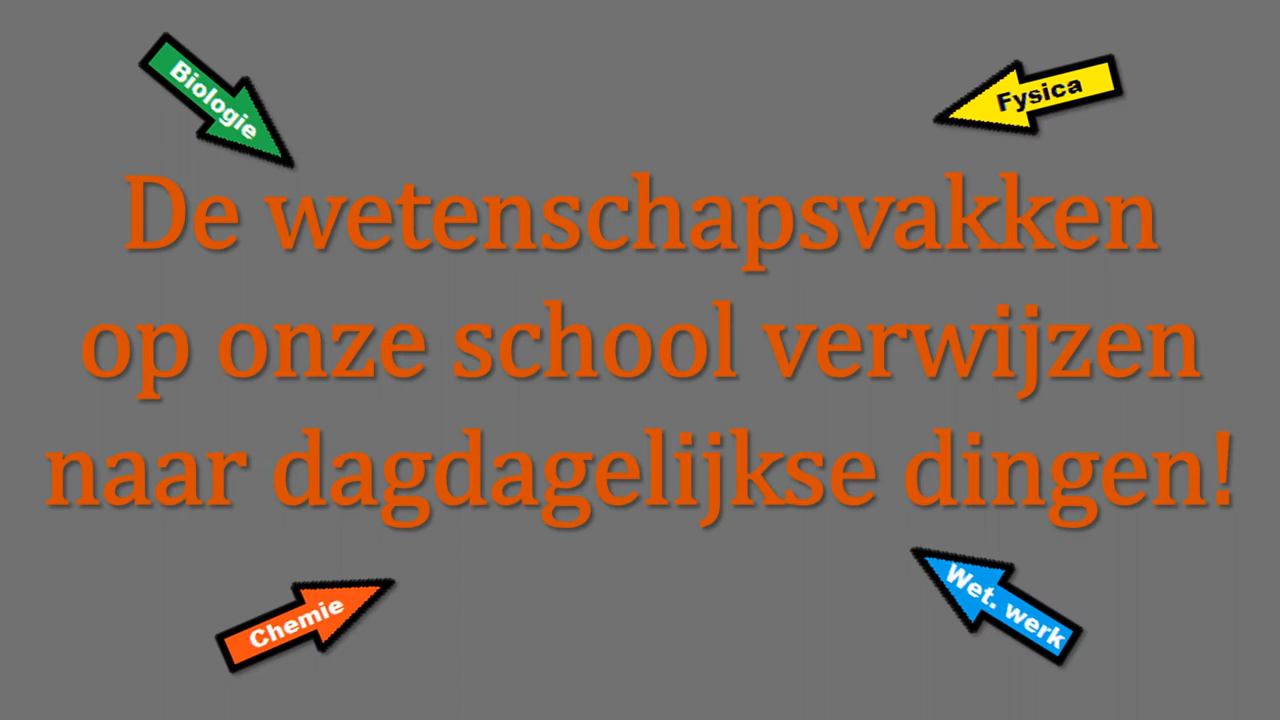 Biologie
Fysica
De wetenschapsvakken
op onze school verwijzen
naar dagdagelijkse dingen!
Chemie
Wet. werk